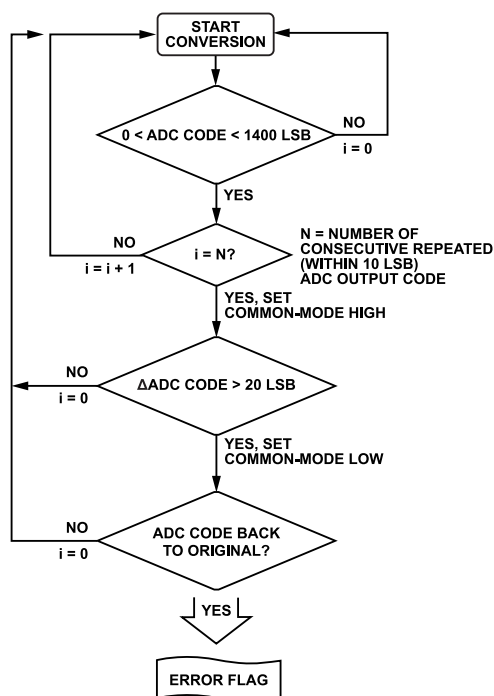 START
CONVERSION
0 < ADC CODE < 1400 LSB
NO
i = 0
YES
i = N?
NO
i = i + 1
N = NUMBER OF
CONSECUTIVE REPEATED
(WITHIN 10 LSB)
ADC OUTPUT CODE
YES, SET
COMMON-MODE HIGH
ΔADC CODE > 20 LSB
NO
i = 0
YES, SET
COMMON-MODE LOW
ADC CODE BACK
TO ORIGINAL?
NO
i = 0
YES
ERROR FLAG